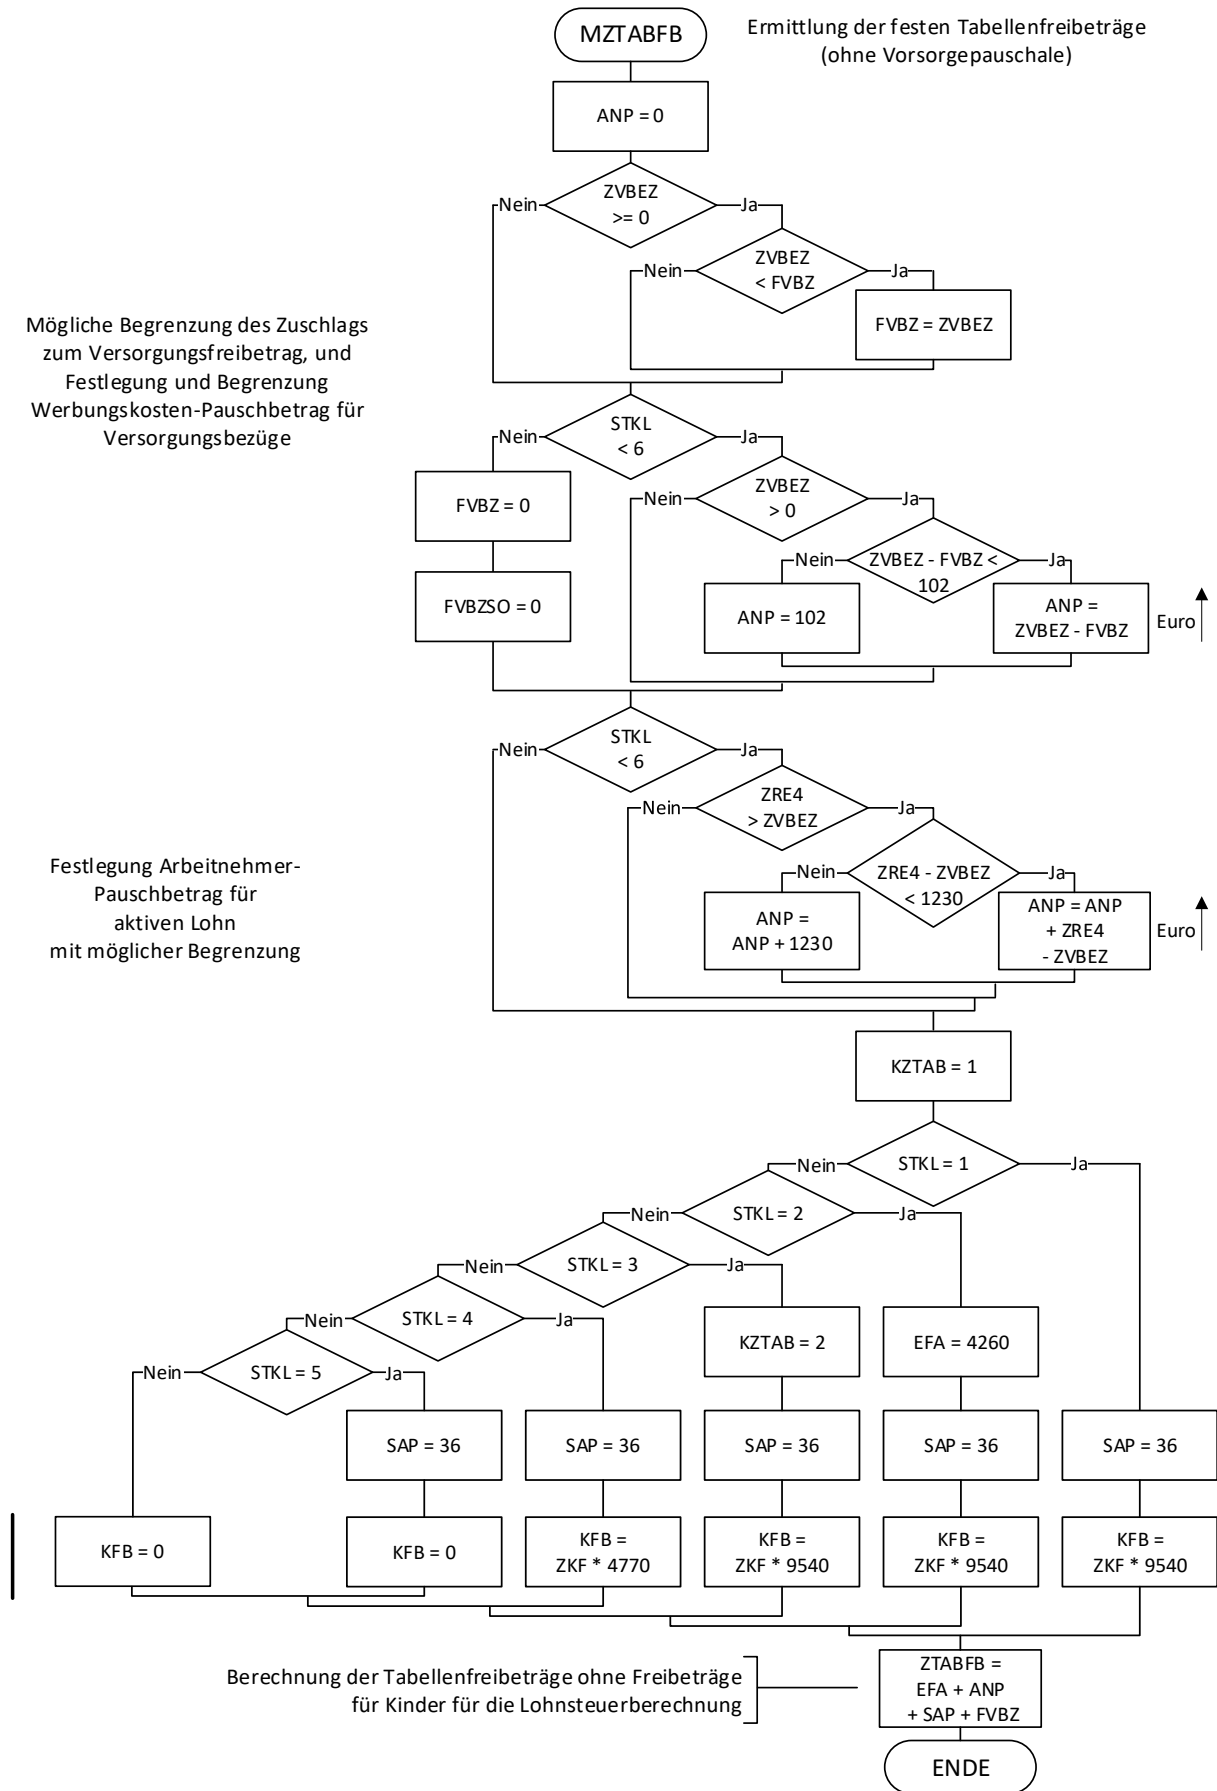 MZTABFB
Ermittlung der festen Tabellenfreibeträge
(ohne Vorsorgepauschale)
ANP = 0
Nein
ZVBEZ
>= 0
Ja
Nein
ZVBEZ
< FVBZ
Ja
FVBZ = ZVBEZ
Mögliche Begrenzung des Zuschlags
zum Versorgungsfreibetrag, und
Festlegung und Begrenzung
Werbungskosten-Pauschbetrag für
Versorgungsbezüge
Nein
STKL
< 6
Ja
FVBZ = 0
FVBZSO = 0
Nein
ZVBEZ
> 0
Ja
Nein
ZVBEZ - FVBZ <
102
Ja
ANP = 102
ANP =
ZVBEZ - FVBZ
Euro
Nein
STKL
< 6
Ja
Nein
ZRE4
> ZVBEZ
Ja
Festlegung Arbeitnehmer-
Pauschbetrag für
aktiven Lohn
mit möglicher Begrenzung
Nein
ZRE4 - ZVBEZ
< 1230
Ja
ANP =
ANP + 1230
ANP = ANP
+ ZRE4
- ZVBEZ
Euro
KZTAB = 1
Nein
STKL = 1
Ja
Nein
STKL = 2
Ja
Nein
STKL = 3
Ja
Nein
STKL = 4
Ja
Nein
STKL = 5
Ja
KZTAB = 2
EFA = 4260
SAP = 36
SAP = 36
SAP = 36
SAP = 36
SAP = 36
KFB = 0
KFB = 0
KFB =
ZKF * 4770
KFB =
ZKF * 9540
KFB =
ZKF * 9540
KFB =
ZKF * 9540
Berechnung der Tabellenfreibeträge ohne Freibeträge
für Kinder für die Lohnsteuerberechnung
ZTABFB =
EFA + ANP
+ SAP + FVBZ
ENDE